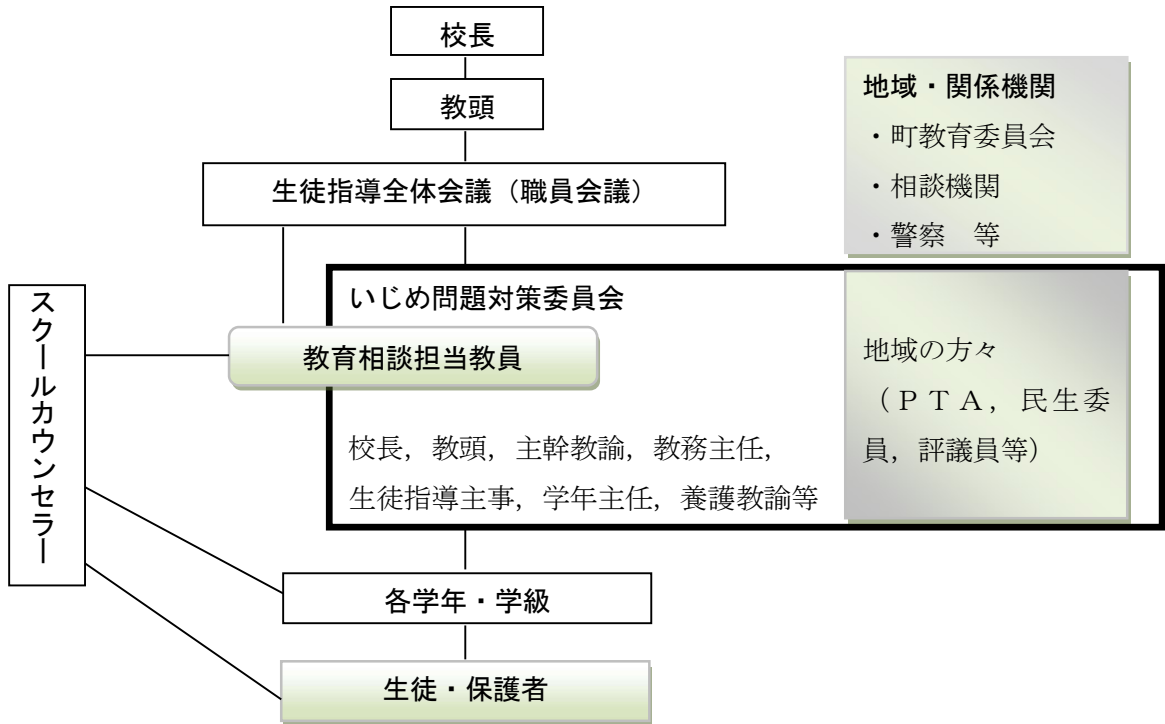 校長
教頭
生徒指導全体会議（職員会議）
地域・関係機関
・町教育委員会
・相談機関
・警察　等
スクールカウンセラー
いじめ問題対策委員会
教育相談担当教員
校長，教頭，主幹教諭，教務主任，
生徒指導主事，学年主任，養護教諭等
地域の方々
（ＰＴＡ，民生委
員，評議員等）
各学年・学級
生徒・保護者